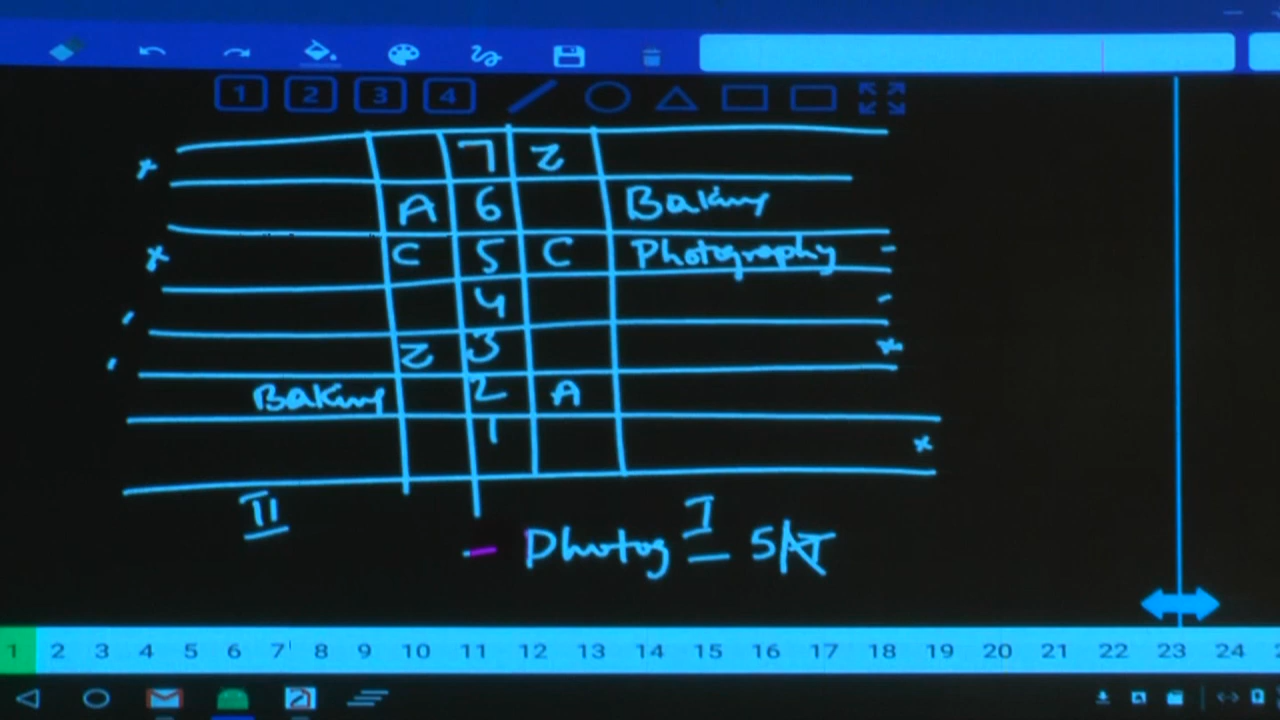 1 2 3 4
7 Z
A 6 Baking
C 5 C Photography
4
Z 3
Baking 2 A
1
II I
Photog 5
1 2 3 4 5 6 7 8 9 10 11 12 13 14 15 16 17 18 19 20 21 22 23 24